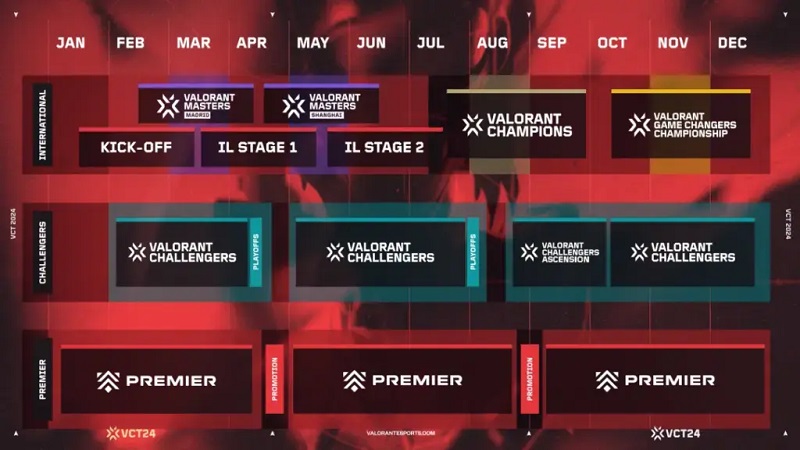 JAN FEB MAR APR MAY JUN JUL AUG SEP OCT NOV DEC
INTERNATIONAL
VALORANT
MASTERS
MADRID
VALORANT
MASTERS
SHANGHAI
KICK-OFF
IL STAGE 1
IL STAGE 2
VALORANT
CHAMPIONS
VALORANT
GAME CHANGERS
CHAMPIONSHIP
VCT 2024
VCT 2024
CHALLENGERS
VALORANT
CHALLENGERS
PLAYOFFS
VALORANT
CHALLENGERS
PLAYOFFS
VALORANT
CHALLENGERS
ASCENSION
VALORANT
CHALLENGERS
PREMIER
PREMIER
PROMOTION
PREMIER
PROMOTION
PREMIER
VCT24
VALORANTESPORTS.COM
VCT24